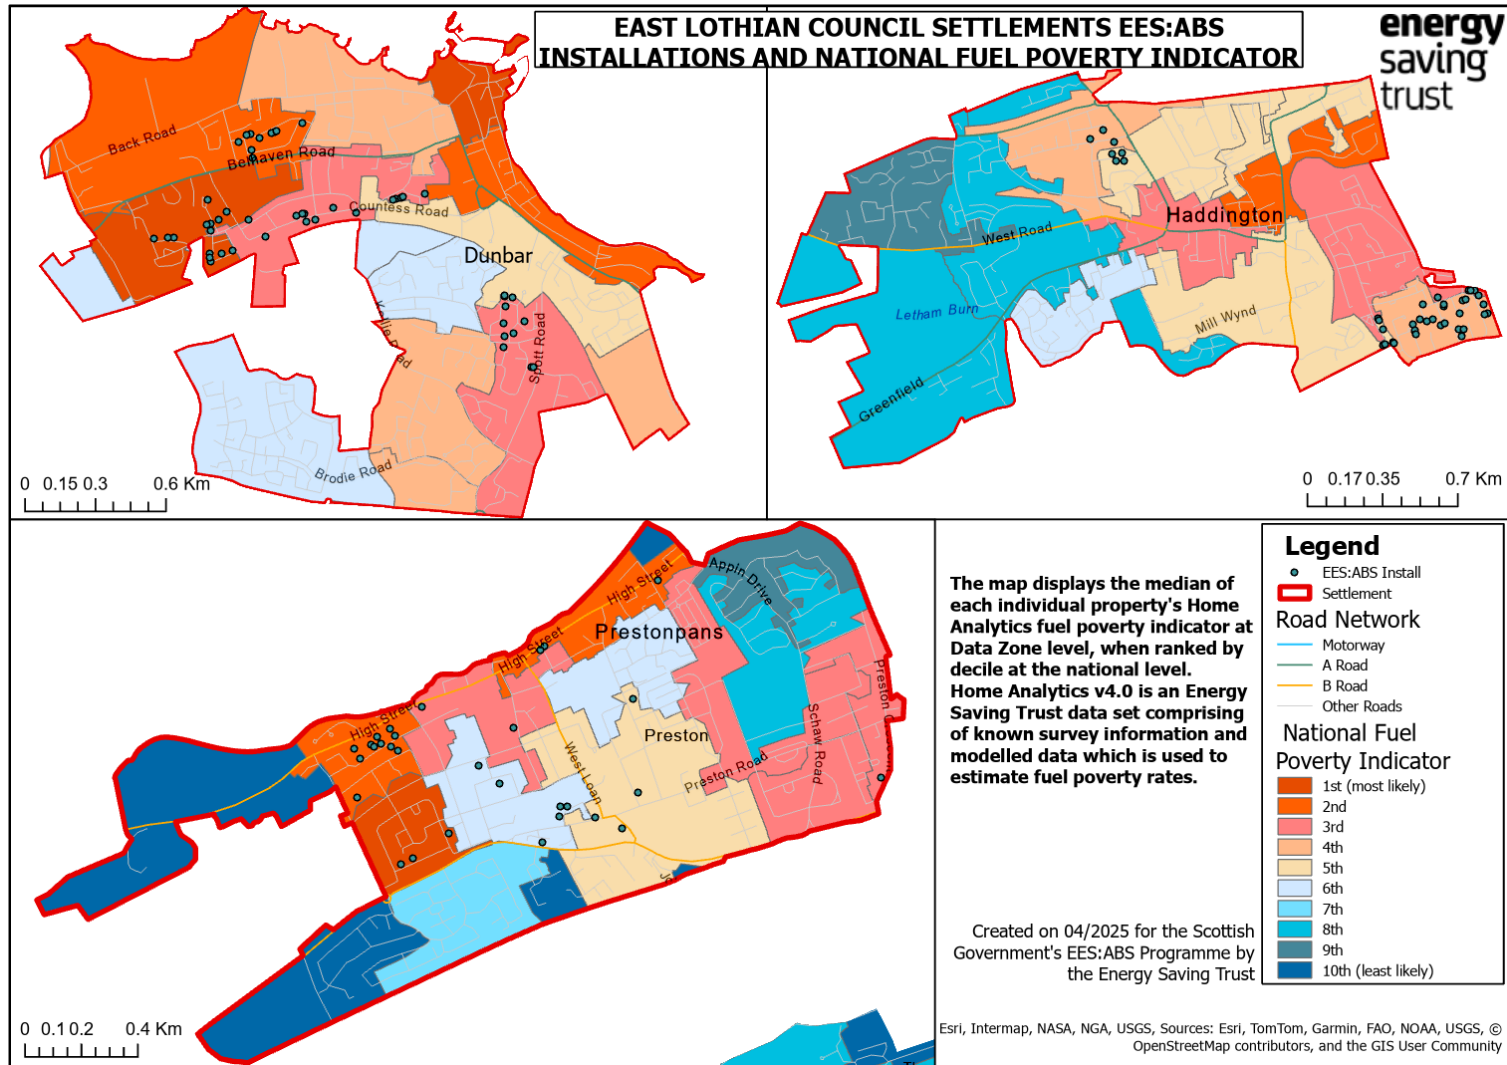 EAST LOTHIAN COUNCIL SETTLEMENTS EES:ABS
INSTALLATIONS AND NATIONAL FUEL POVERTY INDICATOR
energy
saving
trust
Back Road
Belhaven Road
Countess Road
Dunbar
Spott Road
Brodie Road
0 0.15 0.3 0.6 Km
Haddington
West Road
Letham Burn
Mill Wynd
Greenfield
0 0.17 0.35 0.7 Km
High Street
Appin Drive
Prestonpans
High Street
High Street
Preston
West Loan
Preston Road
Schaw Road
Preston
0 0.1 0.2 0.4 Km
The map displays the median of
each individual property's Home
Analytics fuel poverty indicator at
Data Zone level, when ranked by
decile at the national level.
Home Analytics v4.0 is an Energy
Saving Trust data set comprising
of known survey information and
modelled data which is used to
estimate fuel poverty rates.
Created on 04/2025 for the Scottish
Government's EES:ABS Programme by
the Energy Saving Trust
Legend
EES:ABS Install
Settlement
Road Network
Motorway
A Road
B Road
Other Roads
National Fuel
Poverty Indicator
1st (most likely)
2nd
3rd
4th
5th
6th
7th
8th
9th
10th (least likely)
Esri, Intermap, NASA, NGA, USGS, Sources: Esri, TomTom, Garmin, FAO, NOAA, USGS, ©
OpenStreetMap contributors, and the GIS User Community